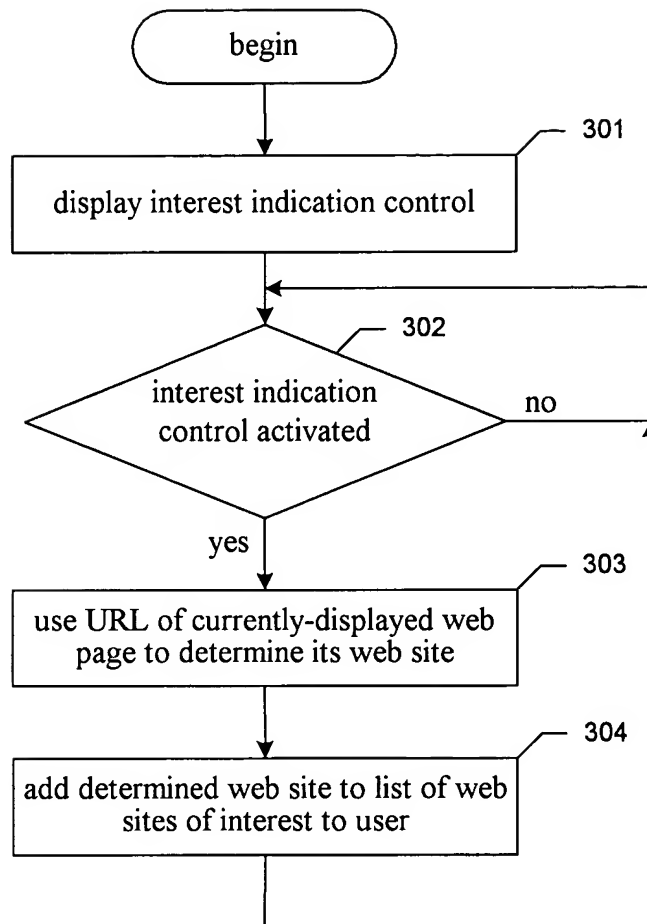 begin
301
display interest indication control
302
interest indication
control activated
no
yes
303
use URL of currently-displayed web
page to determine its web site
304
add determined web site to list of web
sites of interest to user